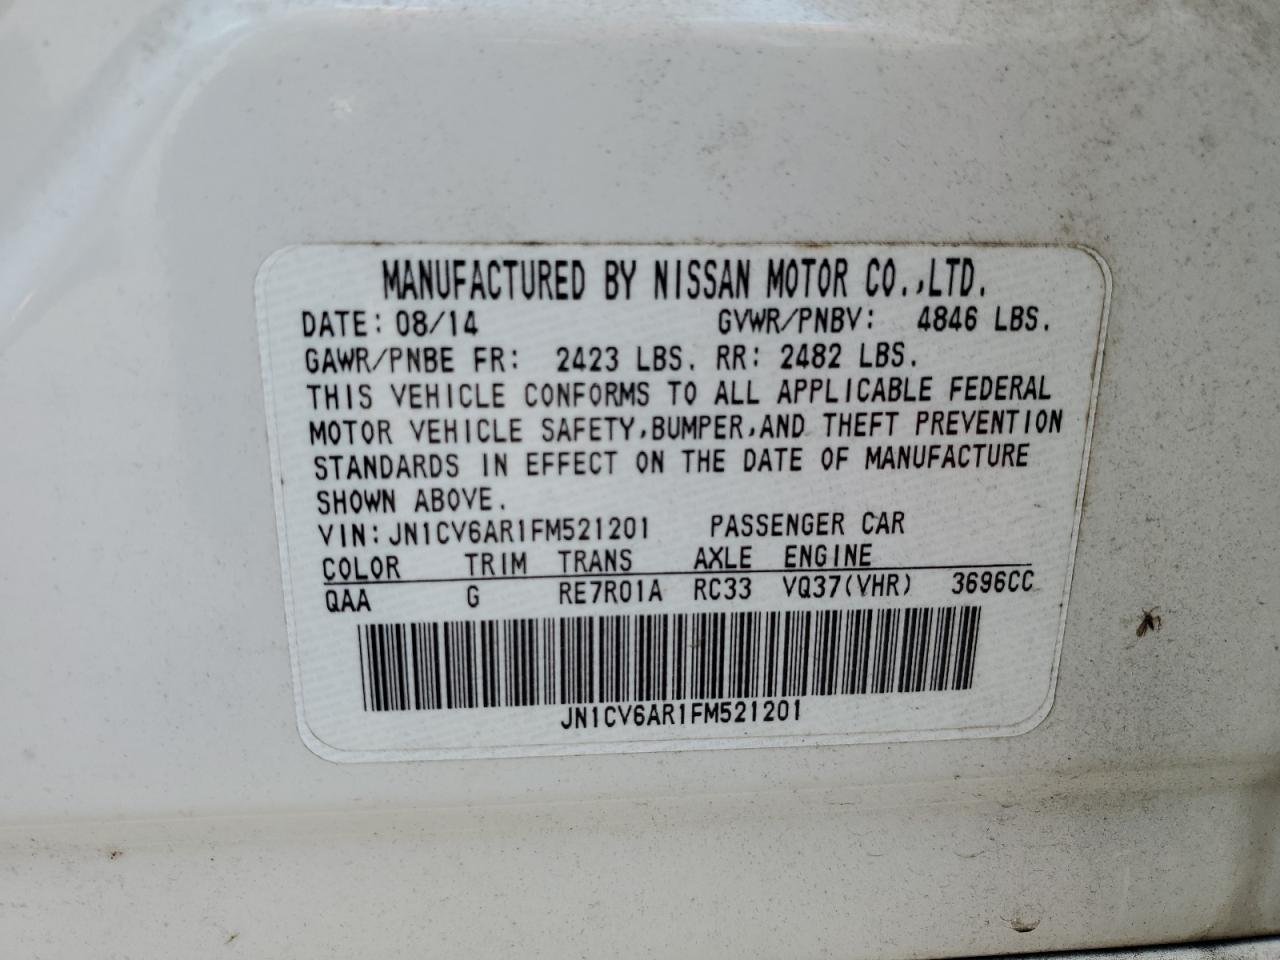 MANUFACTURED BY NISSAN MOTOR CO.,LTD.
DATE: 08/14 GVWR/PNBV: 4846 LBS.
GAWR/PNBE FR: 2423 LBS. RR: 2482 LBS.
THIS VEHICLE CONFORMS TO ALL APPLICABLE FEDERAL
MOTOR VEHICLE SAFETY,BUMPER,AND THEFT PREVENTION
STANDARDS IN EFFECT ON THE DATE OF MANUFACTURE
SHOWN ABOVE.
VIN:JN1CV6AR1FM521201 PASSENGER CAR
COLOR TRIM TRANS AXLE ENGINE
QAA G RE7R01A RC33 VQ37(VHR) 3696CC
JN1CV6AR1FM521201